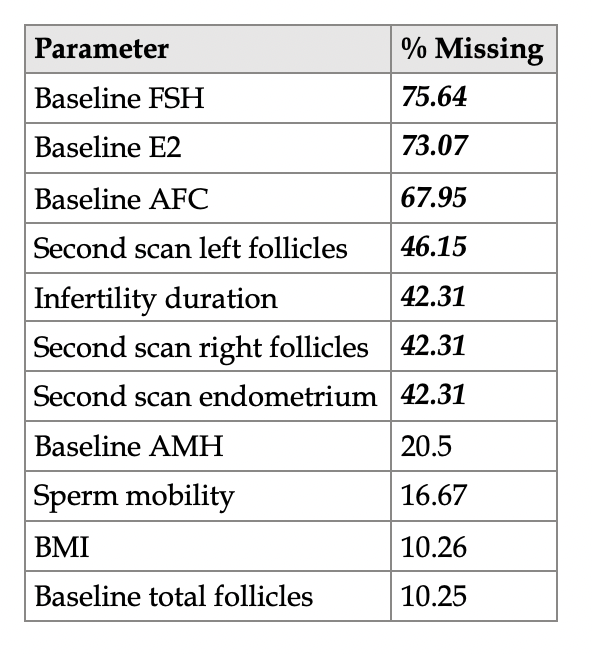 Parameter % Missing
Baseline FSH 75.64
Baseline E2 73.07
Baseline AFC 67.95
Second scan left follicles 46.15
Infertility duration 42.31
Second scan right follicles 42.31
Second scan endometrium 42.31
Baseline AMH 20.5
Sperm mobility 16.67
BMI 10.26
Baseline total follicles 10.25